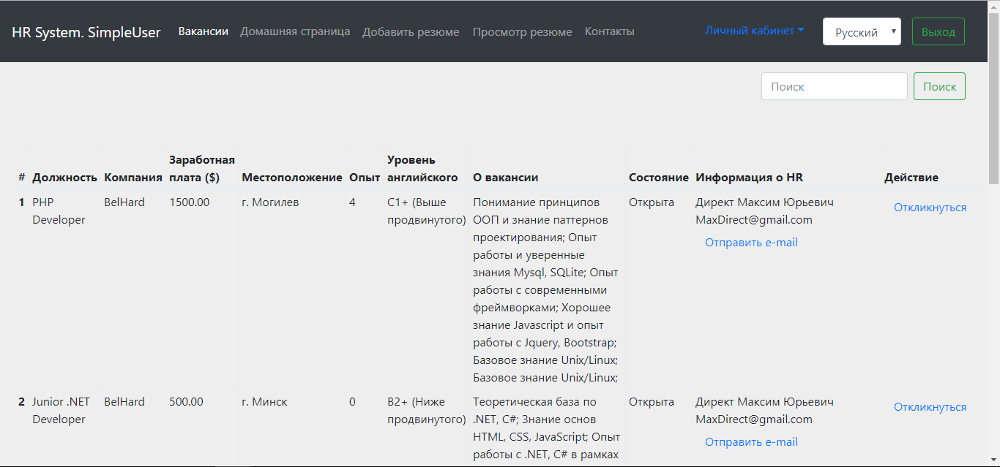 HR System. SimpleUser Вакансии Домашняя страница Добавить резюме Просмотр резюме Контакты Личный кабинет Русский Выход
Поиск Поиск
# Должность Компания Заработная плата ($) Местоположение Опыт Уровень английского О вакансии Состояние Информация о HR Действие
1 PHP Developer BelHard 1500.00 г. Могилев 4 C1+ (Выше продвинутого)
Понимание принципов
ООП и знание паттернов
проектирования; Опыт
работы и уверенные
знания Mysql, SQLite; Опыт
работы с современными
фреймворками; Хорошее
знание Javascript и опыт
работы с Jquery, Bootstrap;
Базовое знание Unix/Linux;
Базовое знание Unix/Linux;
Открыта
Директ Максим Юрьевич
MaxDirect@gmail.com
Отправить e-mail
Откликнуться
2 Junior .NET Developer BelHard 500.00 г. Минск 0 B2+ (Ниже продвинутого)
Теоретическая база по
.NET, C#; Знание основ
HTML, CSS, JavaScript; Опыт
работы с .NET, C# в рамках
Открыта
Директ Максим Юрьевич
MaxDirect@gmail.com
Отправить e-mail
Откликнуться